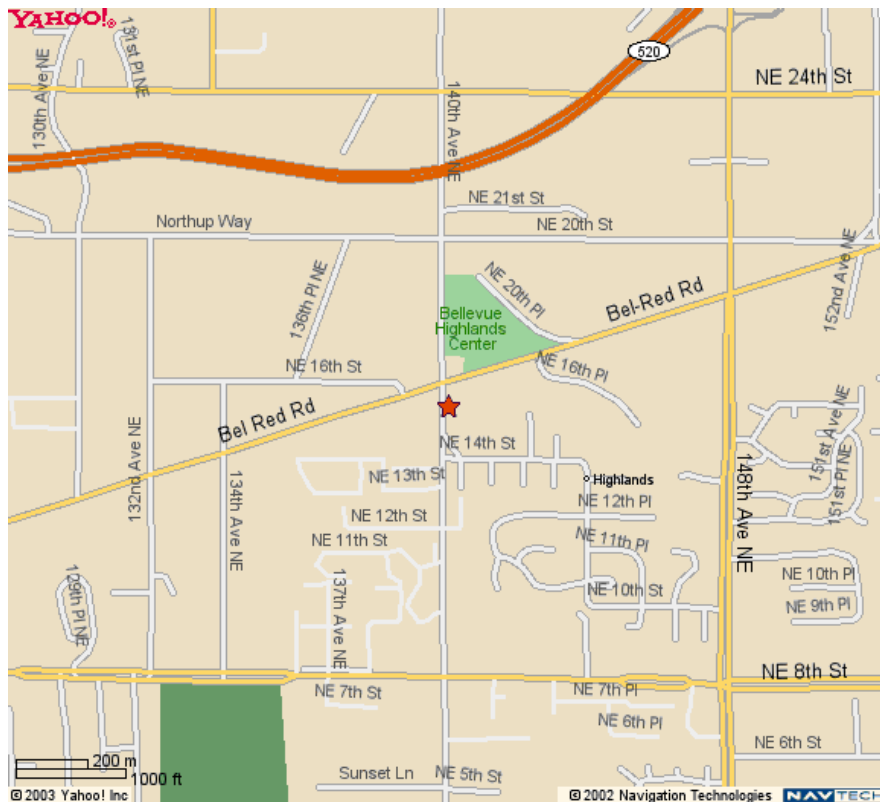 YAHOO!®
131st Pl NE
130th Ave NE
520
140th Ave NE
NE 24th St
NE 21st St
Northup Way
NE 20th St
152nd Ave NE
136th Pl NE
NE 20th Pl
Bel-Red Rd
Bellevue
Highlands
Center
NE 16th St
NE 16th Pl
Bel Red Rd
132nd Ave NE
134th Ave NE
NE 14th St
NE 13th St
Highlands
NE 12th Pl
NE 12th St
NE 11th St
NE 11th Pl
148th Ave NE
151st Ave NE
151st Pl NE
129th Pl NE
137th Ave NE
NE 10th St
NE 10th Pl
NE 9th Pl
NE 8th St
NE 7th St
NE 7th Pl
NE 6th Pl
NE 6th St
200 m
1000 ft
Sunset Ln
NE 5th St
© 2003 Yahoo! Inc
© 2002 Navigation Technologies
NAVTECH